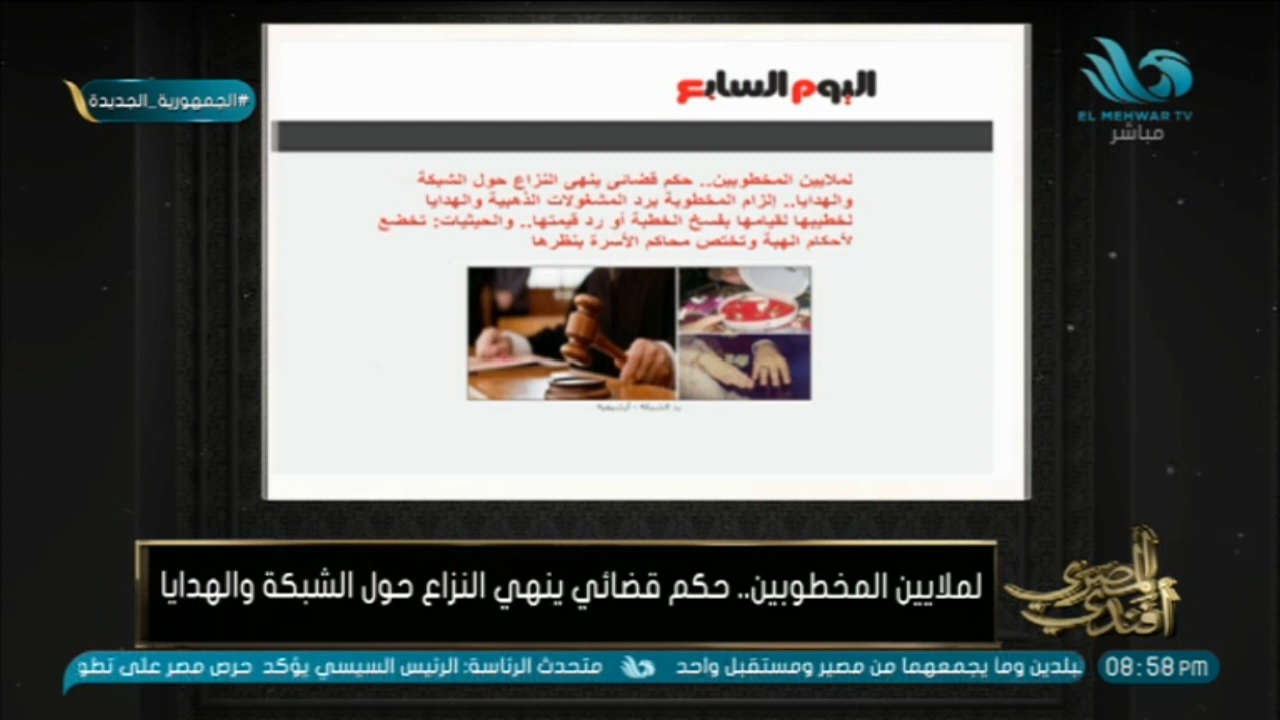 #الجمهورية_الجديدة
EL MEHWAR TV
مباشر
اليوم السابع
لملايين المخطوبين.. حكم قضائى ينهى النزاع حول الشبكة
والهدايا.. إلزام المخطوبة برد المشغولات الذهبية والهدايا
لخطيبها لقيامها بفسخ الخطبة أو رد قيمتها.. والحيثيات: تخضع
لأحكام الهبة وتختص محاكم الأسرة بنظرها
رد الشبكة - أرشيفية
لملايين المخطوبين.. حكم قضائي ينهي النزاع حول الشبكة والهدايا
المصري
أفندي
بلدين وما يجمعهما من مصير ومستقبل واحد متحدث الرئاسة: الرئيس السيسي يؤكد حرص مصر على تطو
08:58 PM